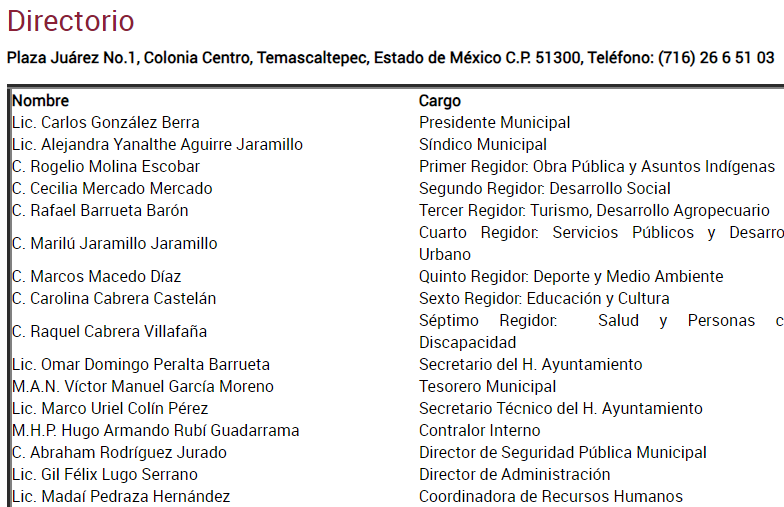 Directorio
Plaza Juárez No.1, Colonia Centro, Temascaltepec, Estado de México C.P. 51300, Teléfono: (716) 26 6 51 03
Nombre Cargo
Lic. Carlos González Berra Presidente Municipal
Lic. Alejandra Yanalthe Aguirre Jaramillo Síndico Municipal
C. Rogelio Molina Escobar Primer Regidor: Obra Pública y Asuntos Indígenas
C. Cecilia Mercado Mercado Segundo Regidor: Desarrollo Social
C. Rafael Barrueta Barón Tercer Regidor: Turismo, Desarrollo Agropecuario
C. Marilú Jaramillo Jaramillo Cuarto Regidor: Servicios Públicos y Desarro
Urbano
C. Marcos Macedo Díaz Quinto Regidor: Deporte y Medio Ambiente
C. Carolina Cabrera Castelán Sexto Regidor: Educación y Cultura
C. Raquel Cabrera Villafaña Séptimo Regidor: Salud y Personas c
Discapacidad
Lic. Omar Domingo Peralta Barrueta Secretario del H. Ayuntamiento
M.A.N. Víctor Manuel García Moreno Tesorero Municipal
Lic. Marco Uriel Colín Pérez Secretario Técnico del H. Ayuntamiento
M.H.P. Hugo Armando Rubí Guadarrama Contralor Interno
C. Abraham Rodríguez Jurado Director de Seguridad Pública Municipal
Lic. Gil Félix Lugo Serrano Director de Administración
Lic. Madaí Pedraza Hernández Coordinadora de Recursos Humanos